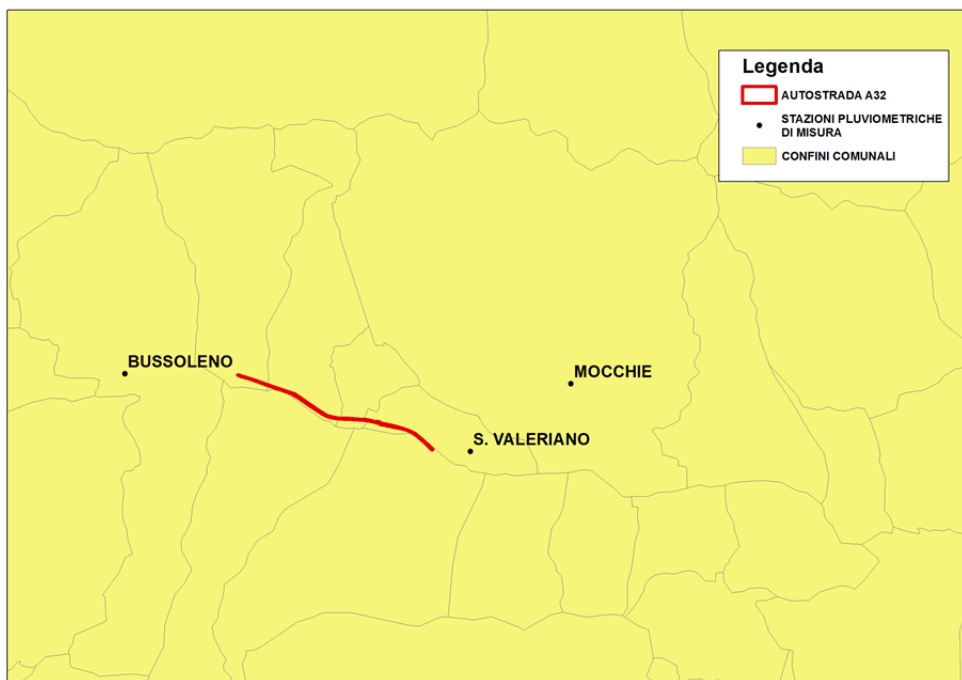 Legenda
AUTOSTRADA A32
STAZIONI PLUVIOMETRICHE
DI MISURA
CONFINI COMUNALI
BUSSOLENO
MOCCHIE
S. VALERIANO